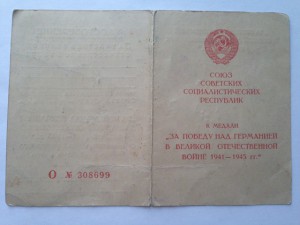 СОЮЗ
СОВЕТСКИХ
СОЦИАЛИСТИЧЕСКИХ
РЕСПУБЛИК
К МЕДАЛИ
„ЗА ПОБЕДУ НАД ГЕРМАНИЕЙ
В ВЕЛИКОЙ ОТЕЧЕСТВЕННОЙ
ВОЙНЕ 1941–1945 гг."
О № 308699